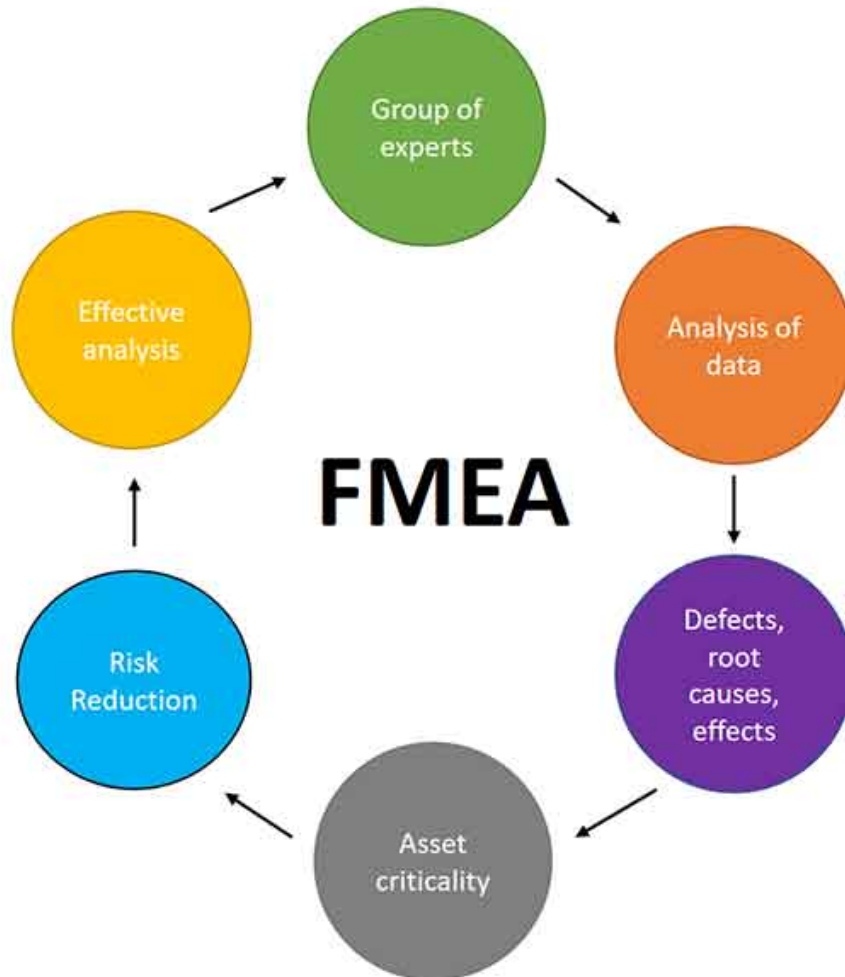 Group of
experts
Analysis of
data
Defects,
root
causes,
effects
Asset
criticality
Risk
Reduction
Effective
analysis
FMEA